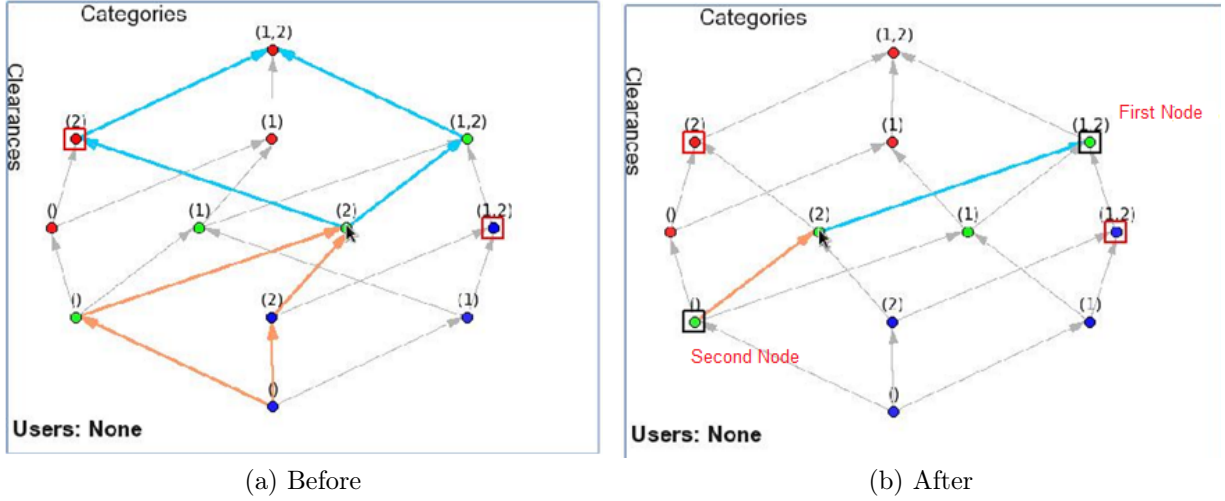 Categories
Clearances
(1,2)
(2)
(1)
(1,2)
()
(1)
(2)
(1,2)
()
(2)
(1)
()
Users: None
(a) Before
Categories
Clearances
(1,2)
First Node
(2)
(1)
(1,2)
()
(2)
(1)
(1,2)
()
(2)
(1)
Second Node
()
Users: None
(b) After